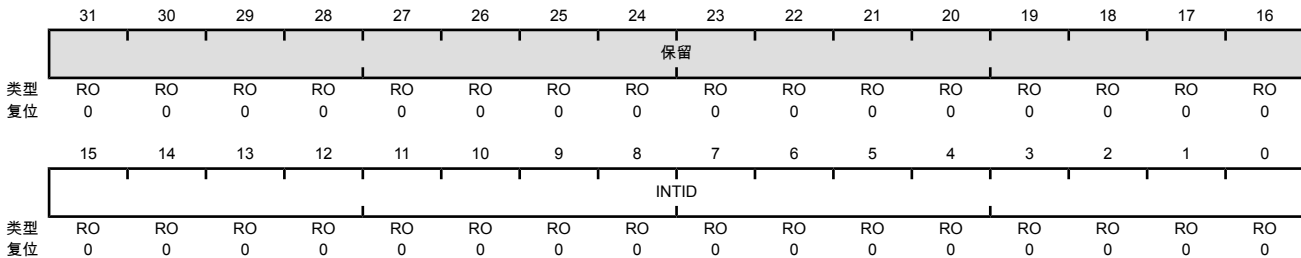 31 30 29 28 27 26 25 24 23 22 21 20 19 18 17 16
保留
类型 RO RO RO RO RO RO RO RO RO RO RO RO RO RO RO RO
复位 0 0 0 0 0 0 0 0 0 0 0 0 0 0 0 0
15 14 13 12 11 10 9 8 7 6 5 4 3 2 1 0
INTID
类型 RO RO RO RO RO RO RO RO RO RO RO RO RO RO RO RO
复位 0 0 0 0 0 0 0 0 0 0 0 0 0 0 0 0